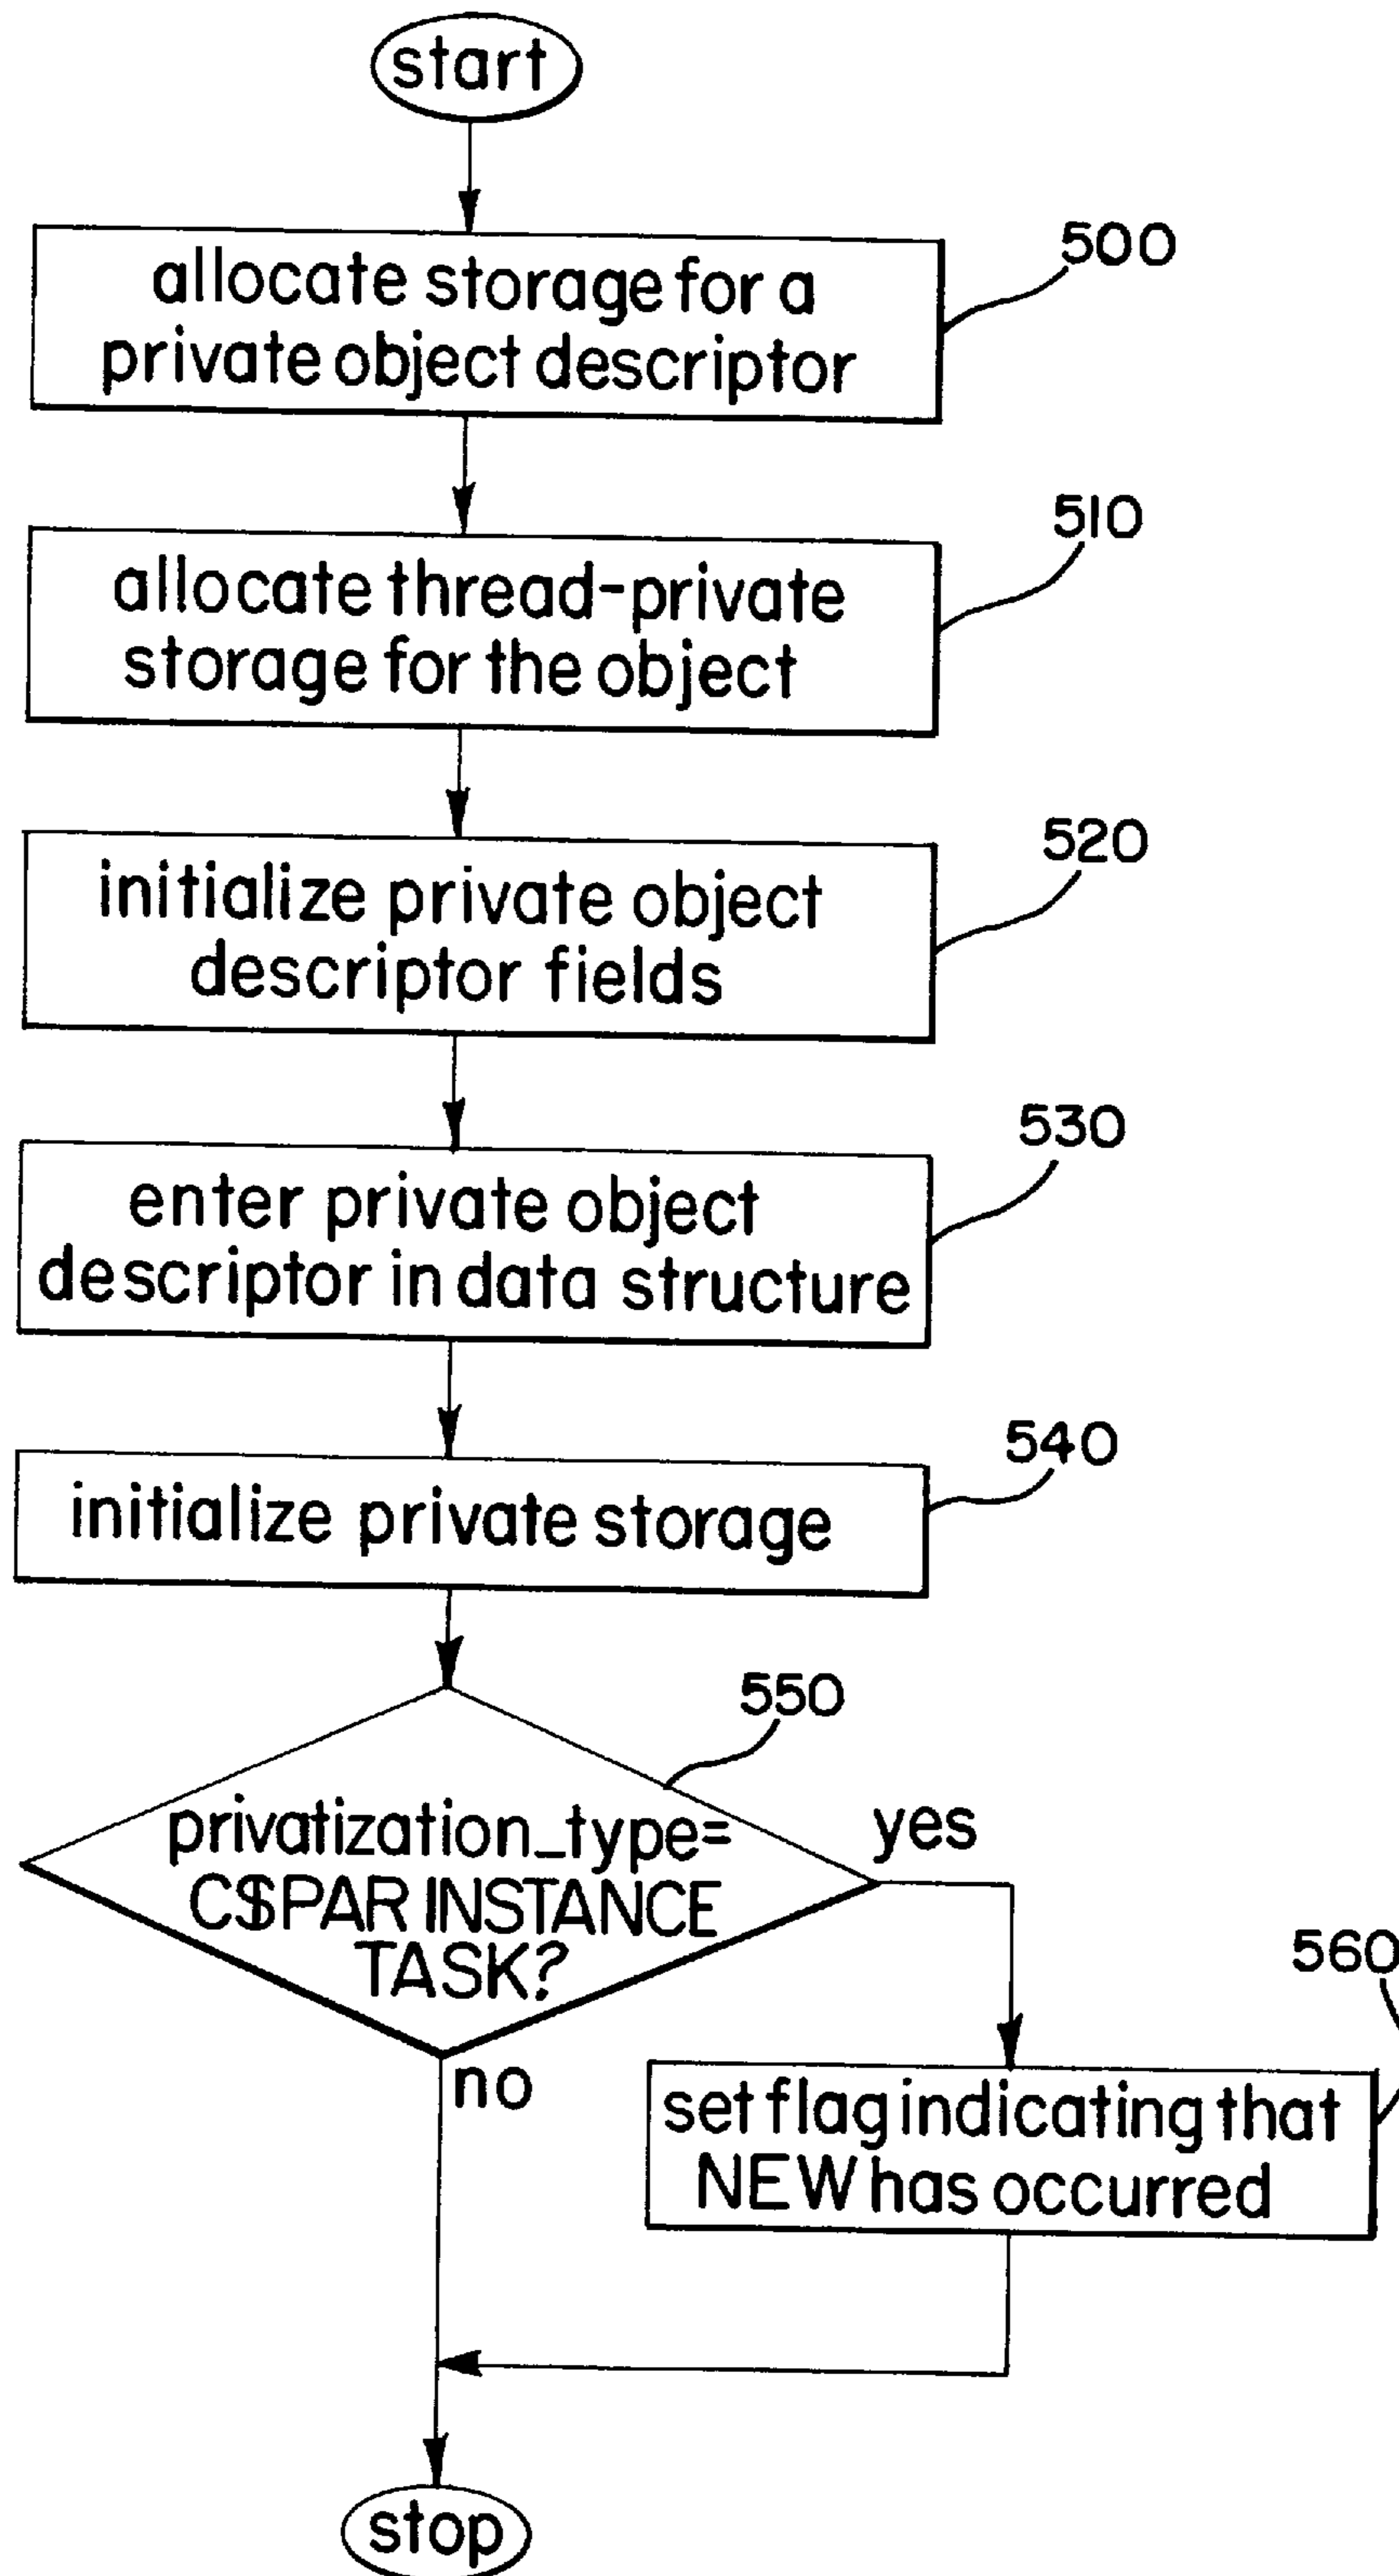 start
500
allocate storage for a
private object descriptor
510
allocate thread-private
storage for the object
520
initialize private object
descriptor fields
530
enter private object
descriptor in data structure
540
initialize private storage
550
privatization_type=
C$PAR INSTANCE
TASK?
yes
no
560
set flag indicating that
NEW has occurred
stop